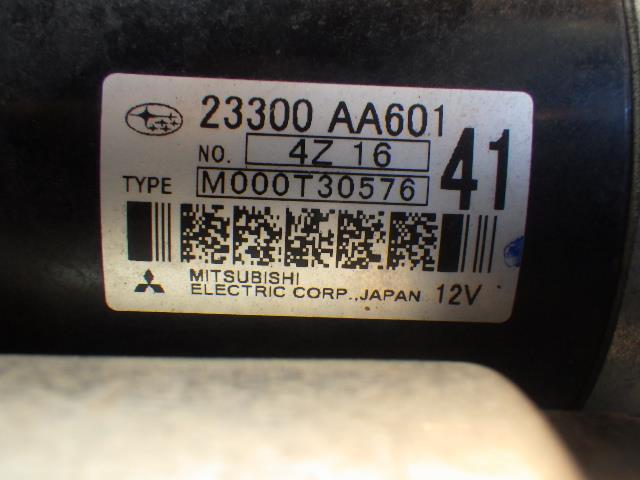 23300 AA601
NO. 4Z 16
41
TYPE M000T30576
MITSUBISHI
ELECTRIC CORP.,JAPAN 12V